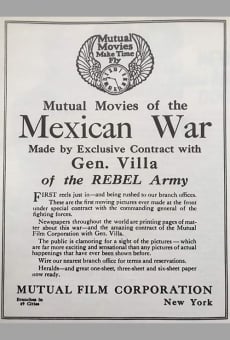 Mutual
Movies
Make Time
Fly
Mutual Movies of the
Mexican War
Made by Exclusive Contract with
Gen. Villa
of the REBEL Army
FIRST reels just in—and being rushed to our branch offices.
These are the first moving pictures ever made at the front
under special contract with the commanding general of the
fighting forces.
Newspapers throughout the world are printing pages of mat-
ter about this war—and the amazing contract of the Mutual
Film Corporation with Gen. Villa.
The public is clamoring for a sight of the pictures—which
are far more exciting and sensational than any pictures of actual
happenings that have ever been shown before.
Wire our nearest branch office for terms and reservations.
Heralds—and great one-sheet, three-sheet and six-sheet paper
now ready.
MUTUAL FILM CORPORATION
Branches in
49 Cities
New York